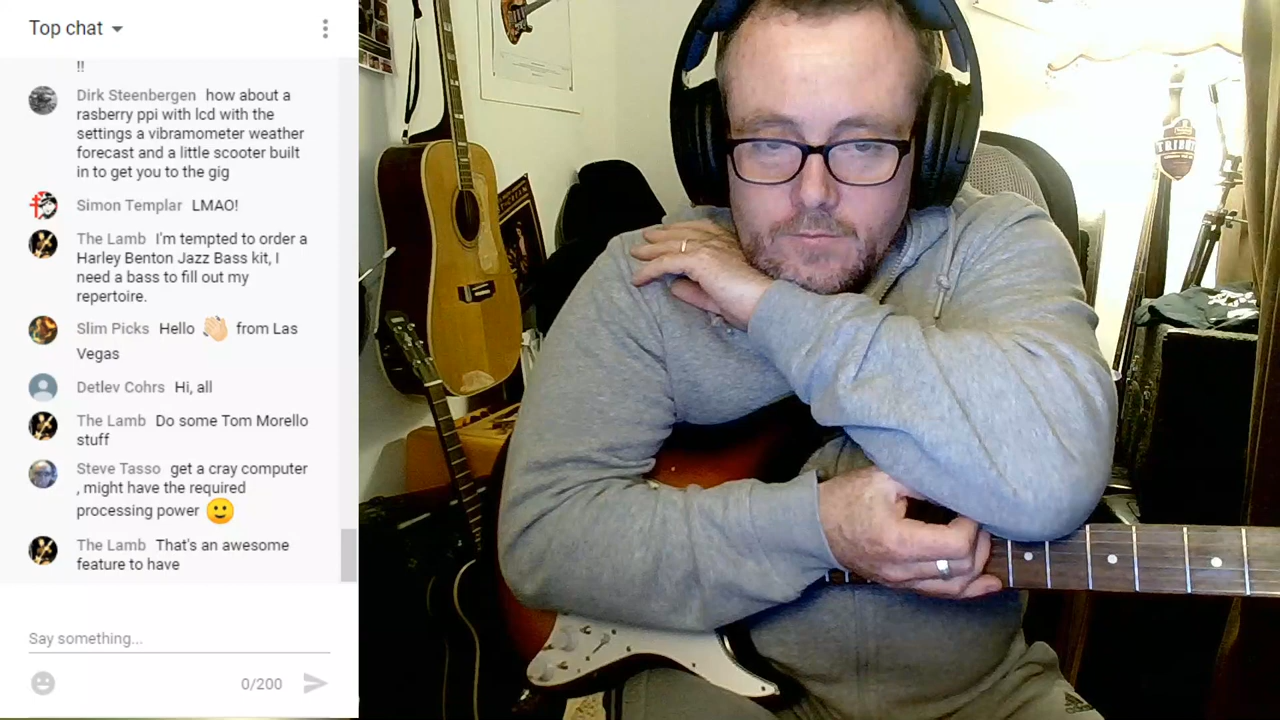 Top chat
!!
Dirk Steenbergen how about a
rasberry ppi with lcd with the
settings a vibramometer weather
forecast and a little scooter built
in to get you to the gig
Simon Templar LMAO!
The Lamb I'm tempted to order a
Harley Benton Jazz Bass kit, I
need a bass to fill out my
repertoire.
Slim Picks Hello 👋🏻 from Las
Vegas
Detlev Cohrs Hi, all
The Lamb Do some Tom Morello
stuff
Steve Tasso get a cray computer
, might have the required
processing power 🙂
The Lamb That's an awesome
feature to have
Say something...
0/200
TRIBUTE